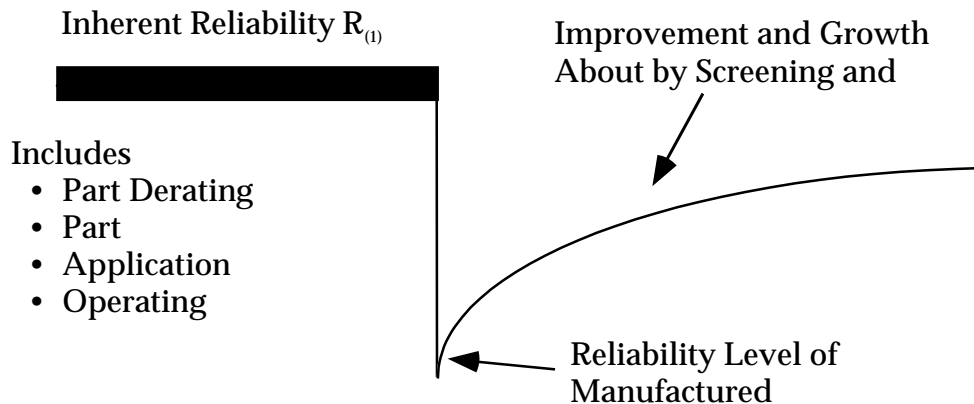 Inherent Reliability R(1)
Improvement and Growth
About by Screening and
Includes
• Part Derating
• Part
• Application
• Operating
Reliability Level of
Manufactured